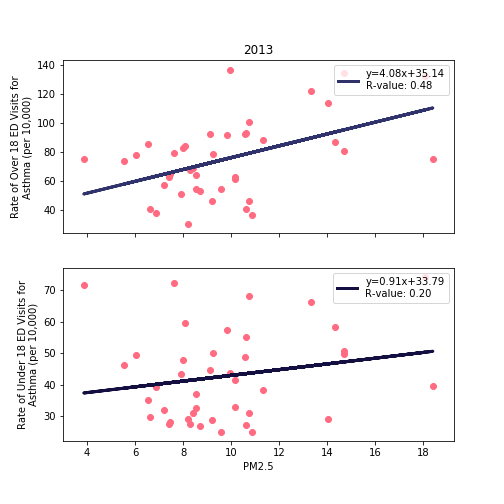 2013
Rate of Over 18 ED Visits for
Asthma (per 10,000)
140
120
100
80
60
40
y=4.08x+35.14
R-value: 0.48
Rate of Under 18 ED Visits for
Asthma (per 10,000)
70
60
50
40
30
y=0.91x+33.79
R-value: 0.20
4 6 8 10 12 14 16 18
PM2.5